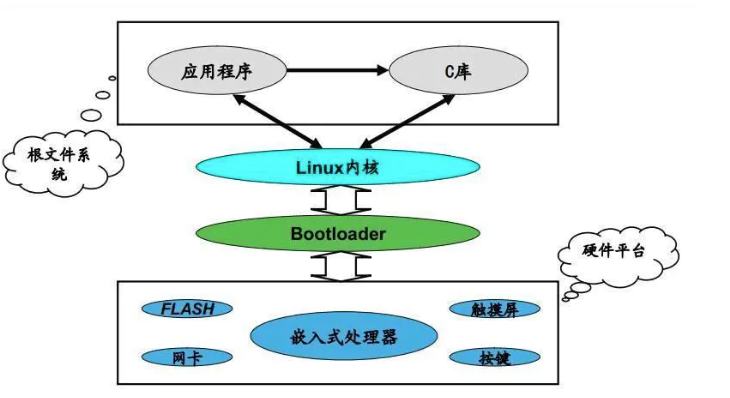 应用程序
C库
根文件系
统
Linux内核
Bootloader
硬件平台
FLASH
触摸屏
嵌入式处理器
网卡
按键